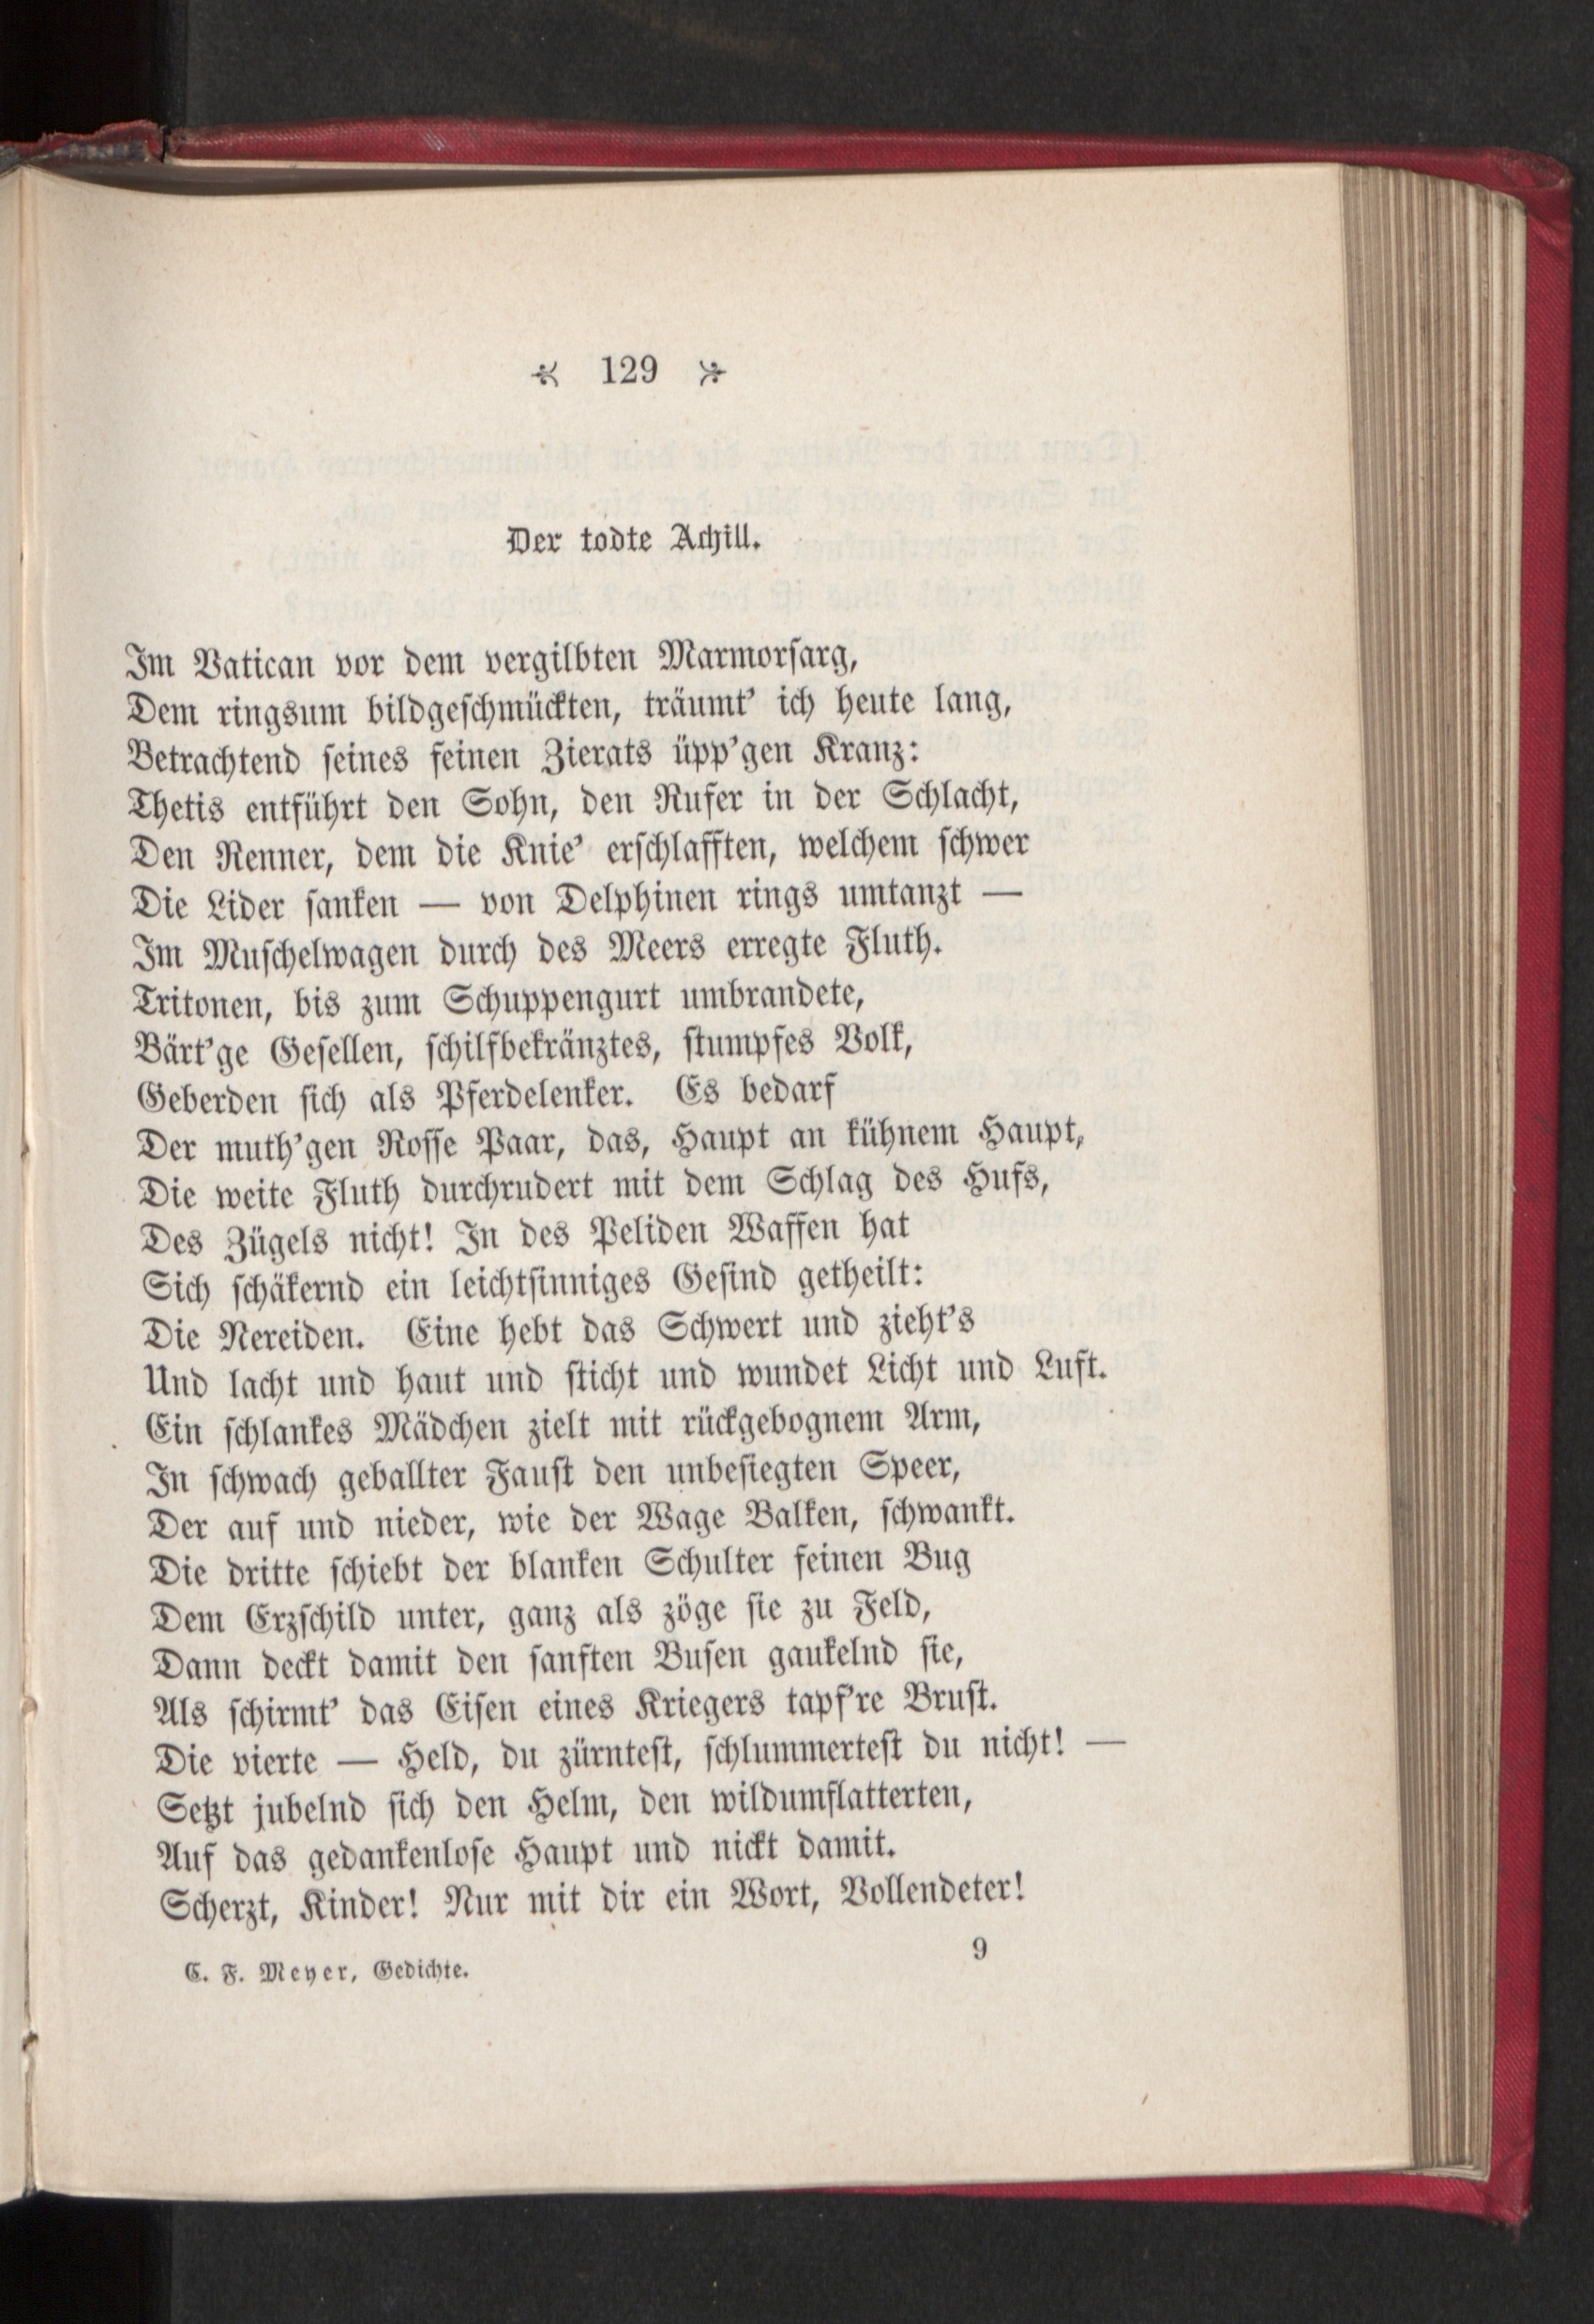 129
Der todte Achill.
Im Vatican vor dem vergilbten Marmorsarg,
Dem ringsum bildgeschmückten, träumt' ich heute lang,
Betrachtend seines feinen Zierats üpp'gen Kranz:
Thetis entführt den Sohn, den Rufer in der Schlacht,
Den Renner, dem die Knie' erschlafften, welchem schwer
Die Lider sanken — von Delphinen rings umtanzt —
Im Muschelwagen durch des Meers erregte Fluth.
Tritonen, bis zum Schuppengurt umbrandete,
Bärt'ge Gesellen, schilfbekränztes, stumpfes Volk,
Geberden sich als Pferdelenker. Es bedarf
Der muth'gen Rosse Paar, das, Haupt an kühnem Haupt,
Die weite Fluth durchrudert mit dem Schlag des Hufs,
Des Zügels nicht! In des Peliden Waffen hat
Sich schäkernd ein leichtsinniges Gesind getheilt:
Die Nereiden. Eine hebt das Schwert und zieht's
Und lacht und haut und sticht und wundet Licht und Luft.
Ein schlankes Mädchen zielt mit rückgebognem Arm,
In schwach geballter Faust den unbesiegten Speer,
Der auf und nieder, wie der Wage Balken, schwankt.
Die dritte schiebt der blanken Schulter feinen Bug
Dem Erzschild unter, ganz als zöge sie zu Feld,
Dann deckt damit den sanften Busen gaukelnd sie,
Als schirmt' das Eisen eines Kriegers tapf're Brust.
Die vierte — Held, du zürntest, schlummertest du nicht! —
Setzt jubelnd sich den Helm, den wildumflatterten,
Auf das gedankenlose Haupt und nickt damit.
Scherzt, Kinder! Nur mit dir ein Wort, Vollendeter!
C. F. Meyer, Gedichte. 9